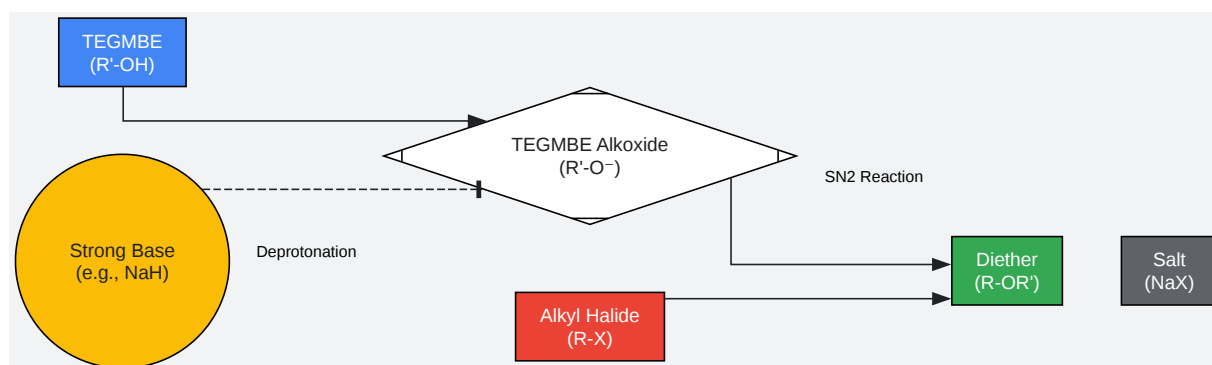 TEGMBE
(R'-OH)
TEGMBE Alkoxide
(R'-O⁻)
SN2 Reaction
Strong Base
(e.g., NaH)
Deprotonation
Diether
(R-OR')
Salt
(NaX)
Alkyl Halide
(R-X)